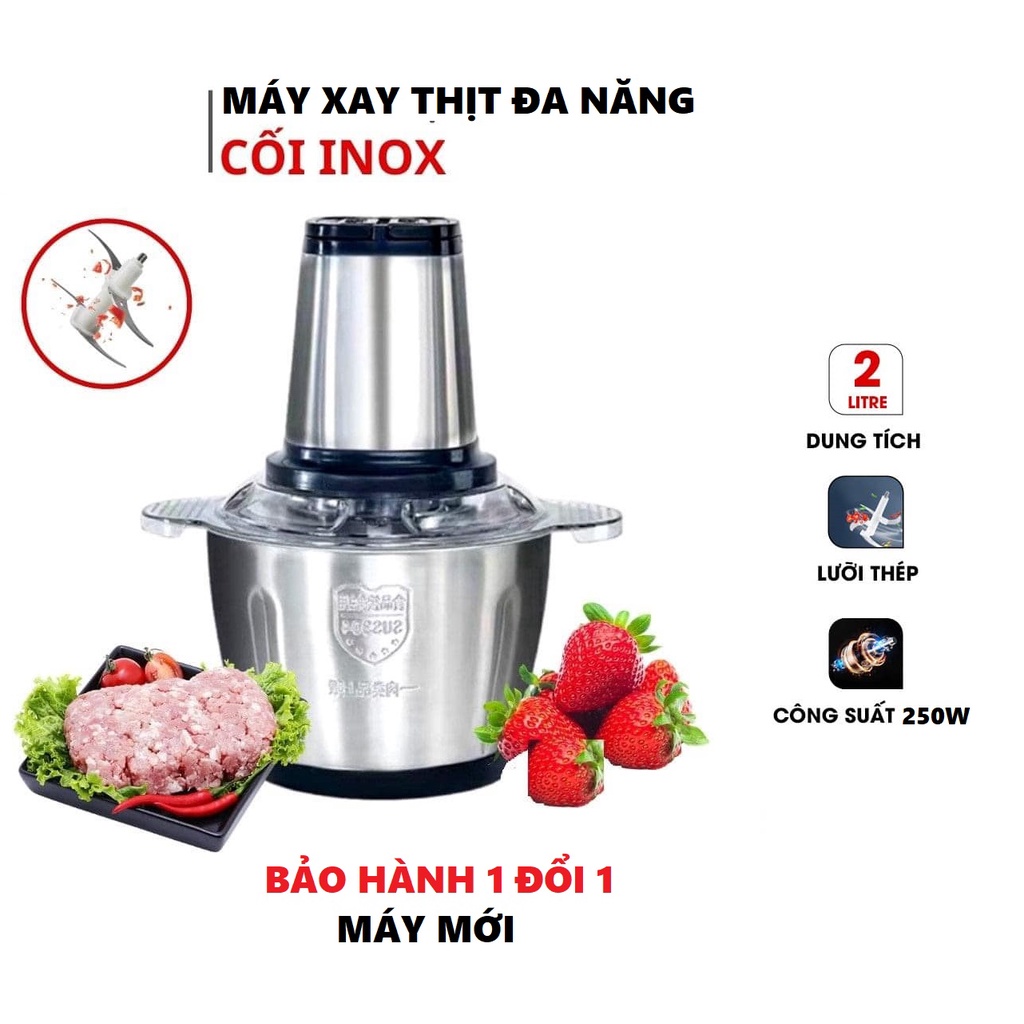 MÁY XAY THỊT ĐA NĂNG
CỐI INOX
2
LITRE
DUNG TÍCH
LƯỠI THÉP
CÔNG SUẤT 250W
BẢO HÀNH 1 ĐỔI 1
MÁY MỚI